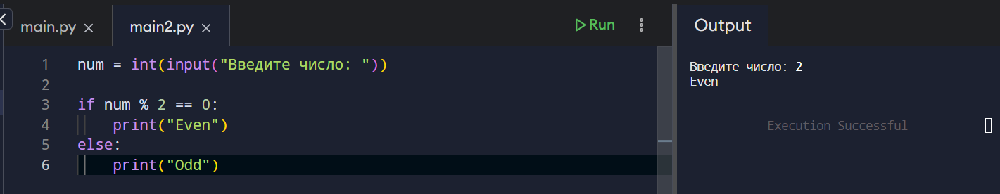 main.py ×
main2.py ×
Run
Output
1 num = int(input("Введите число: "))
2
3 if num % 2 == 0:
4     print("Even")
5 else:
6     print("Odd")
Введите число: 2
Even
========== Execution Successful ==========